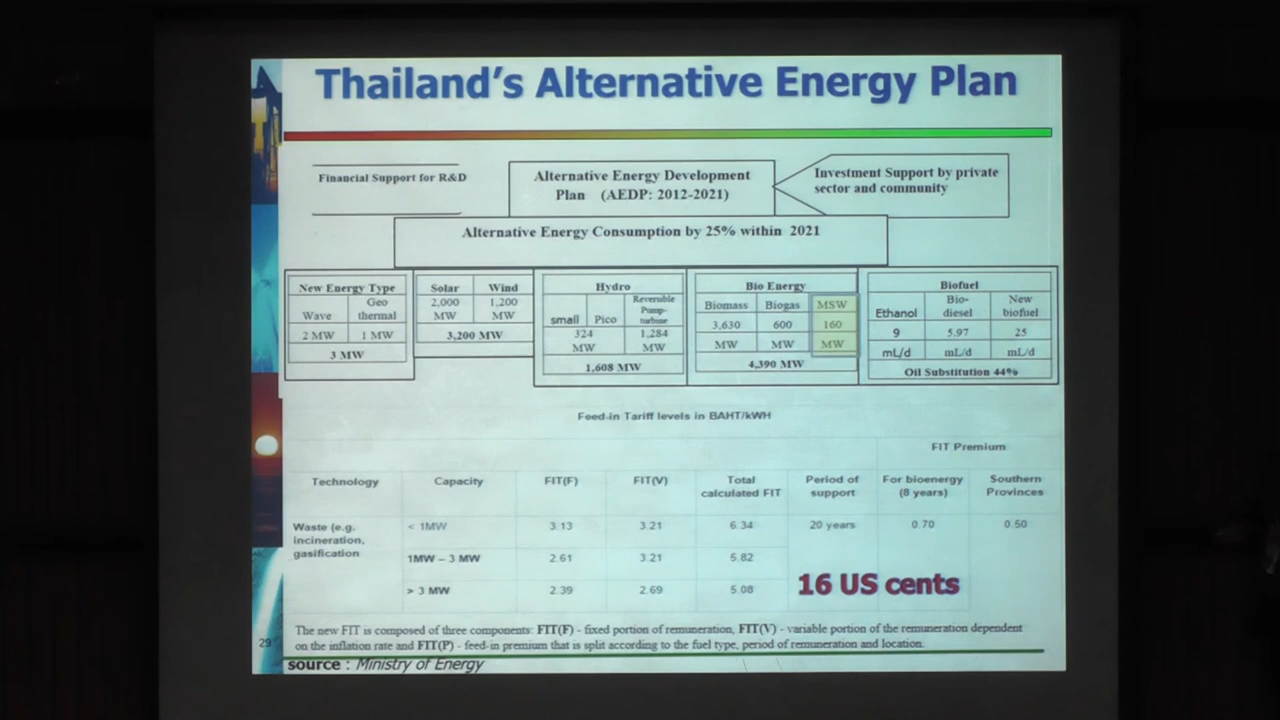 Thailand's Alternative Energy Plan
Financial Support for R&D
Alternative Energy Development
Plan (AEDP: 2012-2021)
Investment Support by private
sector and community
Alternative Energy Consumption by 25% within 2021
New Energy Type
Wave
Geo
thermal
2 MW
1 MW
3 MW
Solar
Wind
2,000
MW
1,200
MW
3,200 MW
Hydro
small
Pico
Reversible
Pump-
turbine
324
MW
1,284
MW
1,608 MW
Bio Energy
Biomass
Biogas
MSW
3,630
600
160
MW
MW
MW
4,390 MW
Biofuel
Ethanol
Bio-
diesel
New
biofuel
9
5.97
25
mL/d
mL/d
mL/d
Oil Substitution 44%
Feed-in Tariff levels in BAHT/kWH
FIT Premium
Technology
Capacity
FIT(F)
FIT(V)
Total
calculated FIT
Period of
support
For bioenergy
(8 years)
Southern
Provinces
Waste (e.g.
incineration,
gasification
< 1MW
3.13
3.21
6.34
20 years
0.70
0.50
1MW – 3 MW
2.61
3.21
5.82
> 3 MW
2.39
2.69
5.08
16 US cents
The new FIT is composed of three components: FIT(F) - fixed portion of remuneration, FIT(V) - variable portion of the remuneration dependent
on the inflation rate and FIT(P) - feed-in premium that is split according to the fuel type, period of remuneration and location.
29
source : Ministry of Energy